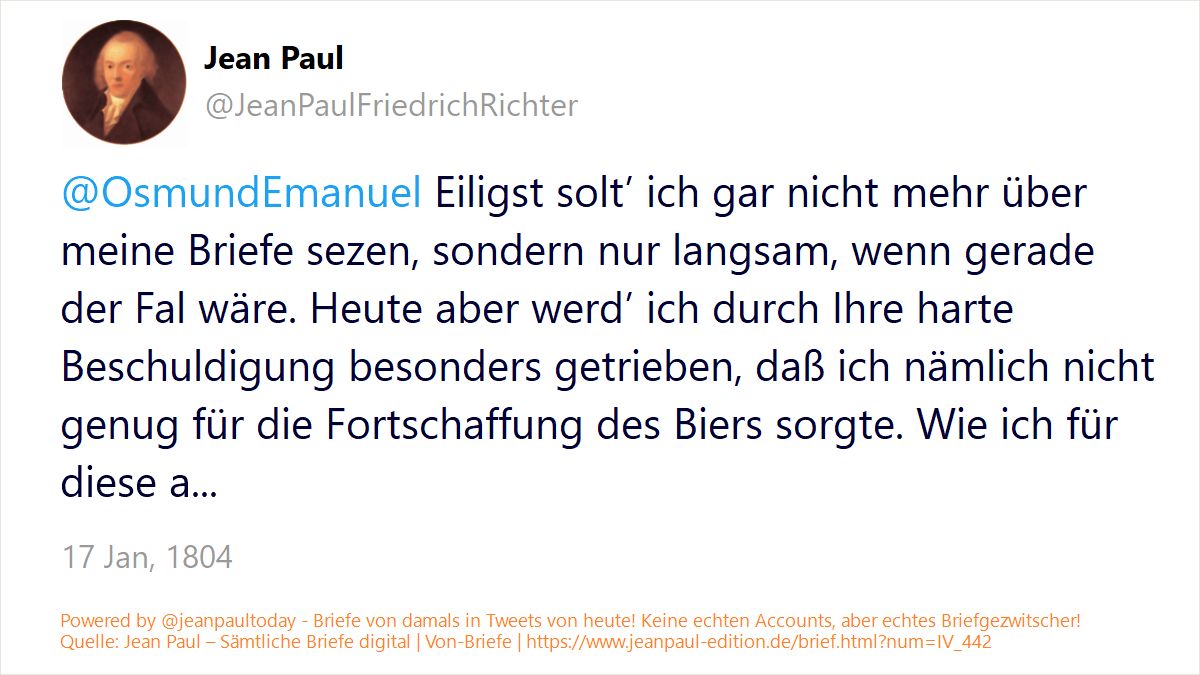 Jean Paul
@JeanPaulFriedrichRichter
@OsmundEmanuel Eiligst solt’ ich gar nicht mehr über
meine Briefe sezen, sondern nur langsam, wenn gerade
der Fal wäre. Heute aber werd’ ich durch Ihre harte
Beschuldigung besonders getrieben, daß ich nämlich nicht
genug für die Fortschaffung des Biers sorgte. Wie ich für
diese a...
17 Jan, 1804
Powered by @jeanpaultoday - Briefe von damals in Tweets von heute! Keine echten Accounts, aber echtes Briefgezwitscher!
Quelle: Jean Paul – Sämtliche Briefe digital | Von-Briefe | https://www.jeanpaul-edition.de/brief.html?num=IV_442